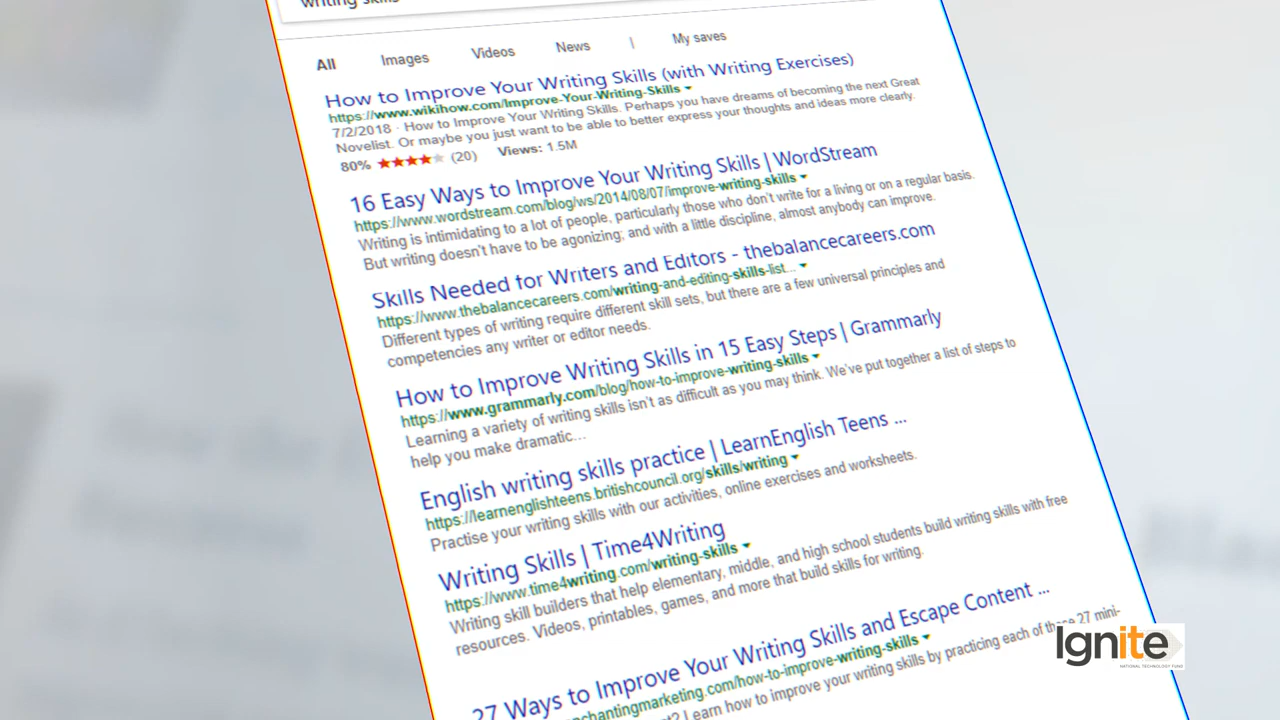 writing skills
All Images Videos News | My saves
How to Improve Your Writing Skills (with Writing Exercises)
https://www.wikihow.com/Improve-Your-Writing-Skills
7/2/2018 · How to Improve Your Writing Skills. Perhaps you have dreams of becoming the next Great
Novelist. Or maybe you just want to be able to better express your thoughts and ideas more clearly.
80% (20) Views: 1.5M
16 Easy Ways to Improve Your Writing Skills | WordStream
https://www.wordstream.com/blog/ws/2014/08/07/improve-writing-skills
Writing is intimidating to a lot of people, particularly those who don't write for a living or on a regular basis.
But writing doesn't have to be agonizing; and with a little discipline, almost anybody can improve.
Skills Needed for Writers and Editors - thebalancecareers.com
https://www.thebalancecareers.com/writing-and-editing-skills-list...
Different types of writing require different skill sets, but there are a few universal principles and
competencies any writer or editor needs.
How to Improve Writing Skills in 15 Easy Steps | Grammarly
https://www.grammarly.com/blog/how-to-improve-writing-skills
Learning a variety of writing skills isn't as difficult as you may think. We've put together a list of steps to
help you make dramatic...
English writing skills practice | LearnEnglish Teens ...
https://learnenglishteens.britishcouncil.org/skills/writing
Practise your writing skills with our activities, online exercises and worksheets.
Writing Skills | Time4Writing
https://www.time4writing.com/writing-skills
Writing skill builders that help elementary, middle, and high school students build writing skills with free
resources. Videos, printables, games, and more that build skills for writing.
27 Ways to Improve Your Writing Skills and Escape Content ...
nchantingmarketing.com/how-to-improve-writing-skills
Learn how to improve your writing skills by practicing each of these 27 mini-
Ignite
NATIONAL TECHNOLOGY FUND